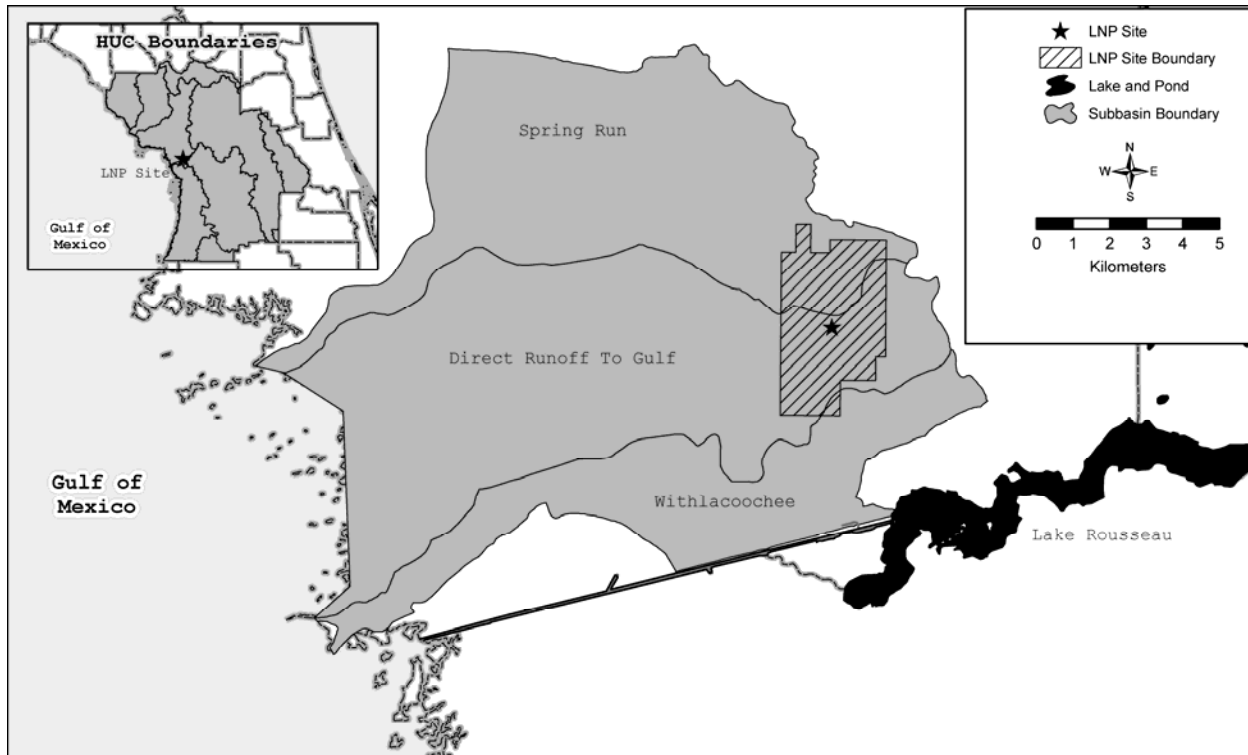 HUC Boundaries
LNP Site
Gulf of
Mexico
Spring Run
Direct Runoff To Gulf
Withlacoochee
Gulf of
Mexico
Lake Rousseau
LNP Site
LNP Site Boundary
Lake and Pond
Subbasin Boundary
N
W E
S
0 1 2 3 4 5
Kilometers